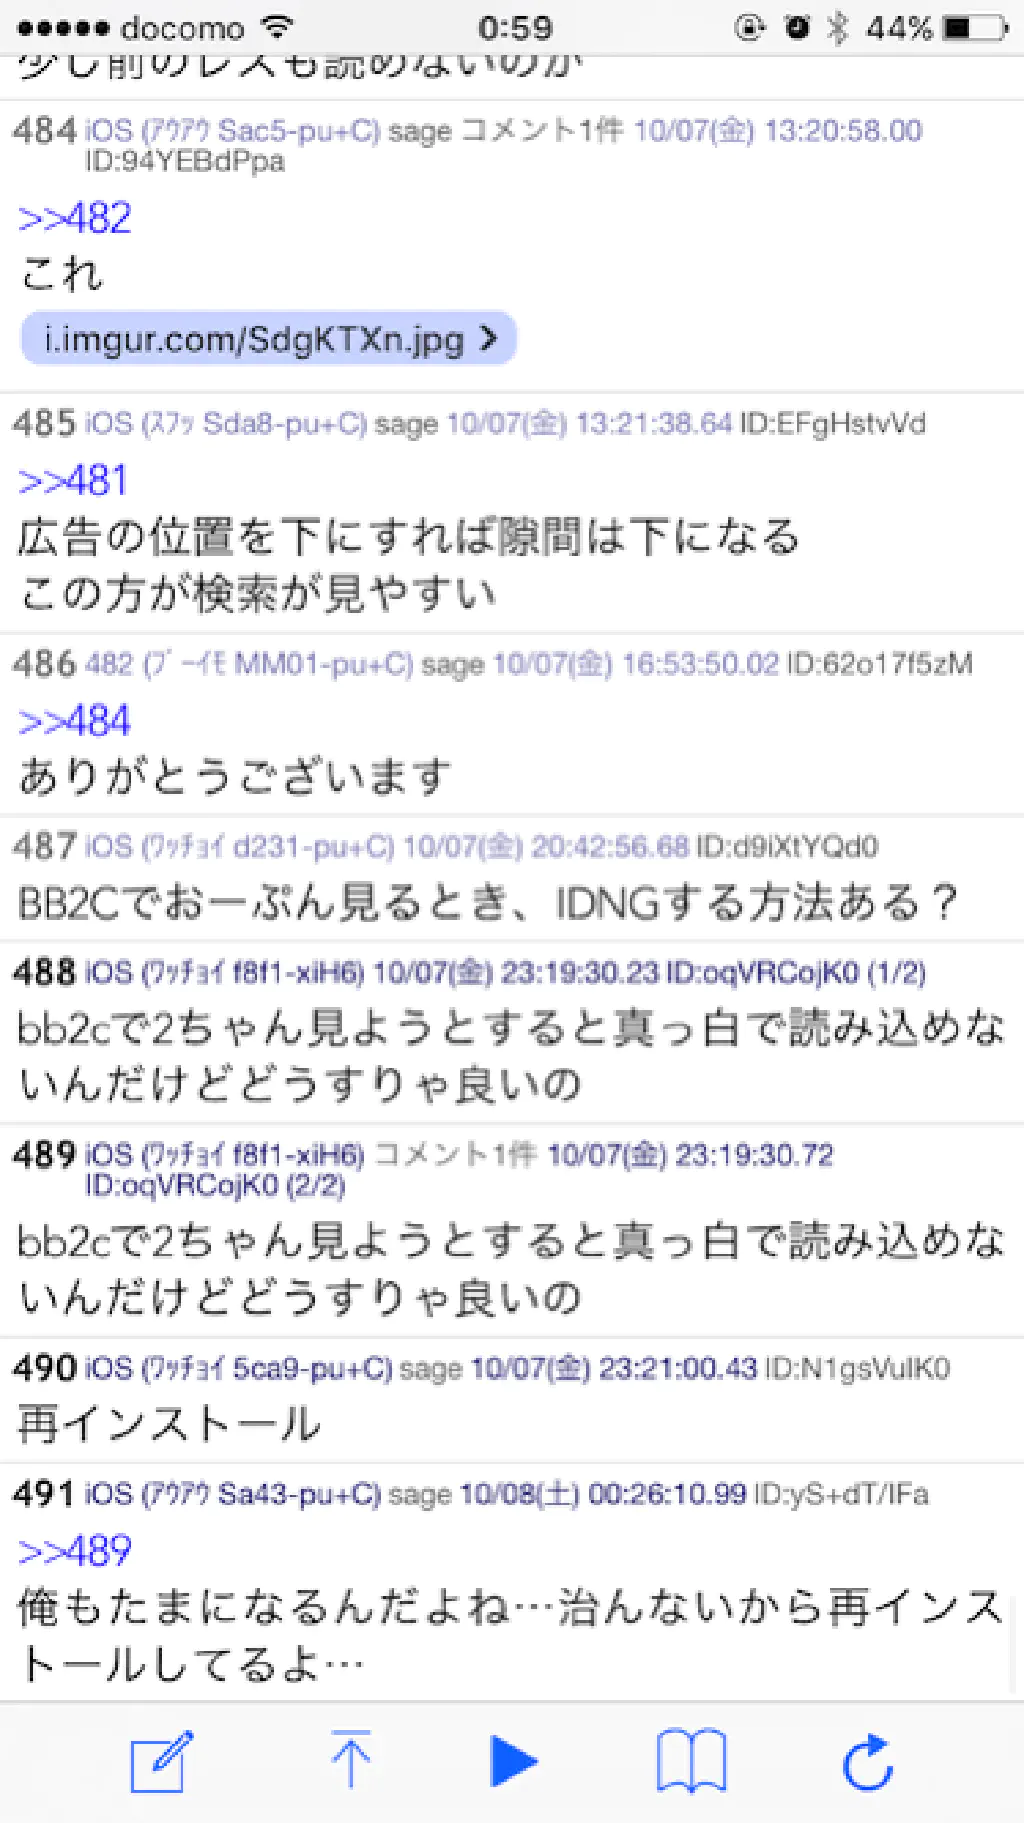 docomo 0:59 44%
少し前のレスも読めないのか
484 iOS (ｱｳｱｳ Sac5-pu+C) sage コメント1件 10/07(金) 13:20:58.00
ID:94YEBdPpa
>>482
これ
i.imgur.com/SdgKTXn.jpg
485 iOS (ｽﾌｯ Sda8-pu+C) sage 10/07(金) 13:21:38.64 ID:EFgHstvVd
>>481
広告の位置を下にすれば隙間は下になる
この方が検索が見やすい
486 482 (ﾌﾞｰｲﾓ MM01-pu+C) sage 10/07(金) 16:53:50.02 ID:62o17f5zM
>>484
ありがとうございます
487 iOS (ﾜｯﾁｮｲ d231-pu+C) 10/07(金) 20:42:56.68 ID:d9iXtYQd0
BB2Cでおーぷん見るとき、IDNGする方法ある？
488 iOS (ﾜｯﾁｮｲ f8f1-xiH6) 10/07(金) 23:19:30.23 ID:oqVRCojK0 (1/2)
bb2cで2ちゃん見ようとすると真っ白で読み込めな
いんだけどどうすりゃ良いの
489 iOS (ﾜｯﾁｮｲ f8f1-xiH6) コメント1件 10/07(金) 23:19:30.72
ID:oqVRCojK0 (2/2)
bb2cで2ちゃん見ようとすると真っ白で読み込めな
いんだけどどうすりゃ良いの
490 iOS (ﾜｯﾁｮｲ 5ca9-pu+C) sage 10/07(金) 23:21:00.43 ID:N1gsVuIK0
再インストール
491 iOS (ｱｳｱｳ Sa43-pu+C) sage 10/08(土) 00:26:10.99 ID:yS+dT/IFa
>>489
俺もたまになるんだよね…治んないから再インス
トールしてるよ…